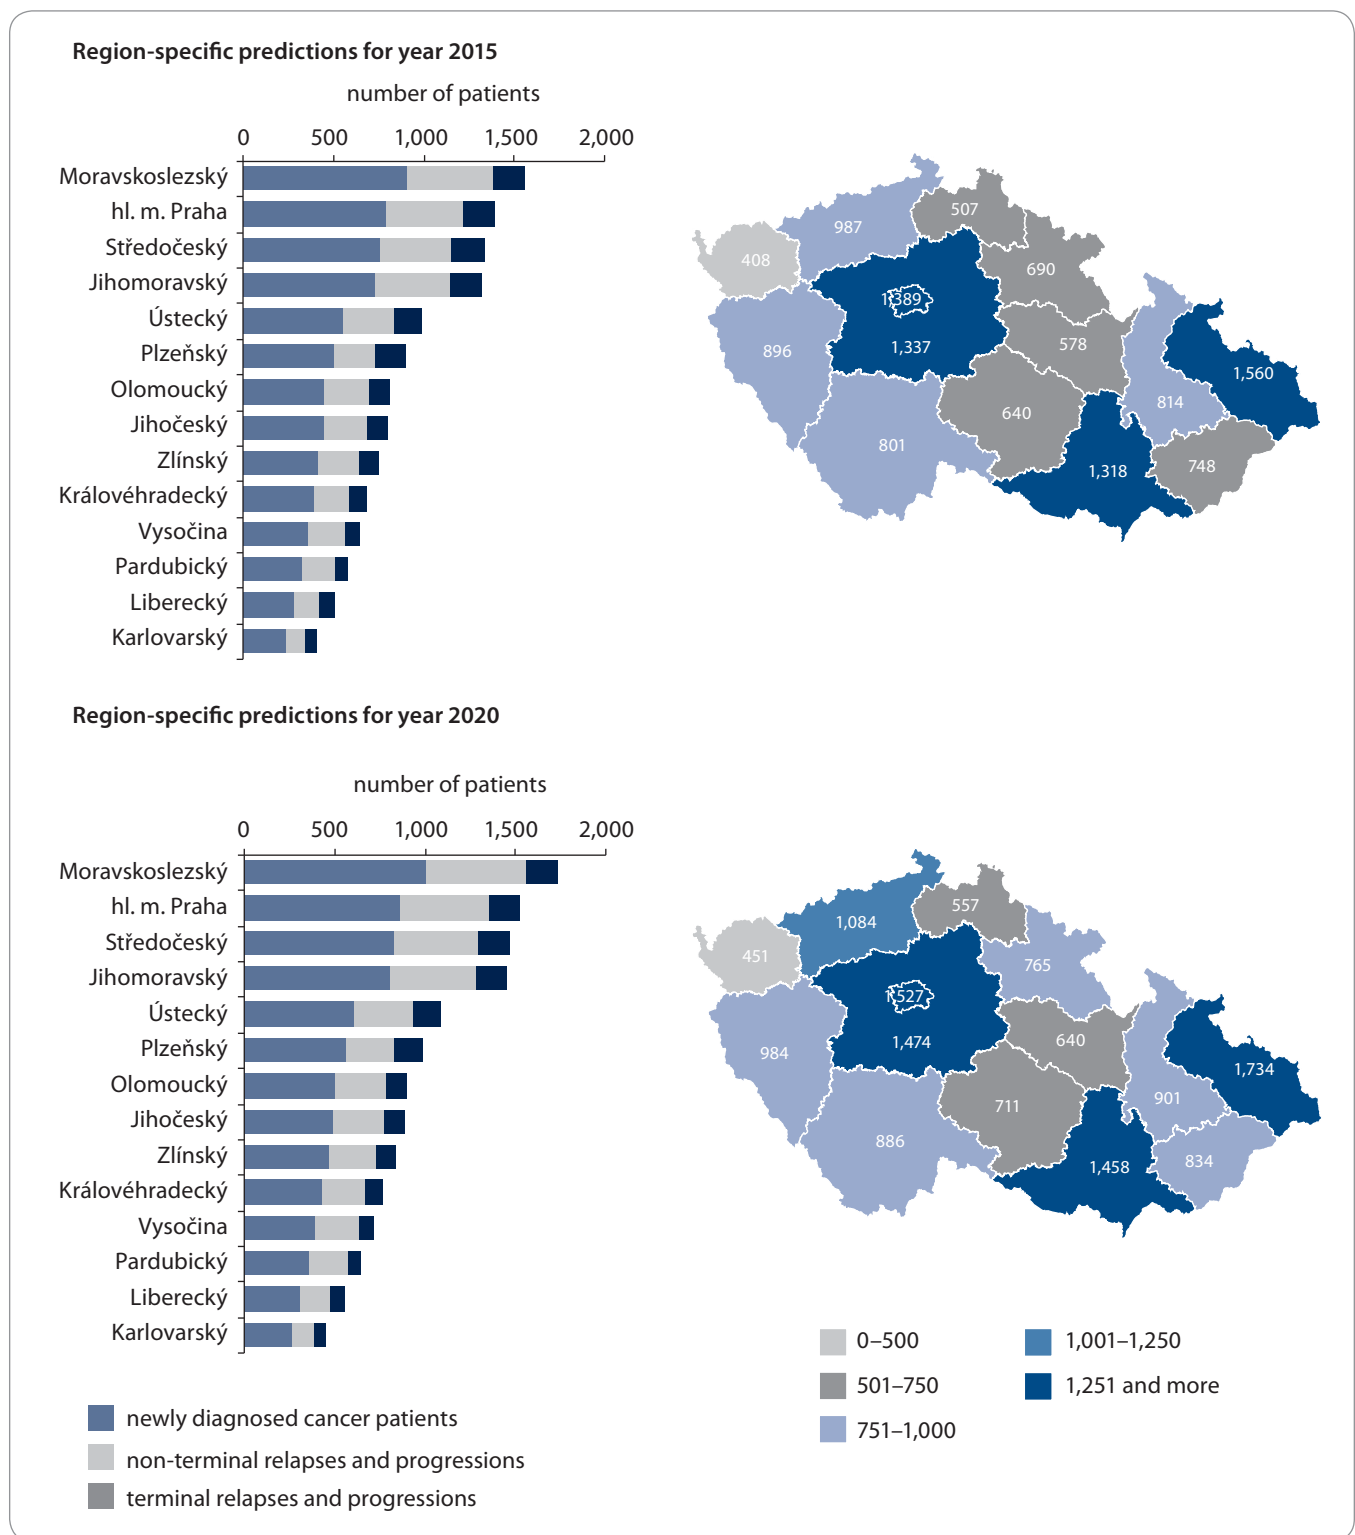 Region-specific predictions for year 2015
number of patients
0 500 1,000 1,500 2,000
Moravskoslezský
hl. m. Praha
Středočeský
Jihomoravský
Ústecký
Plzeňský
Olomoucký
Jihočeský
Zlínský
Královéhradecký
Vysočina
Pardubický
Liberecký
Karlovarský
507
987
408
690
1,389
578
1,337
896
1,560
814
640
801
748
1,318
Region-specific predictions for year 2020
number of patients
0 500 1,000 1,500 2,000
Moravskoslezský
hl. m. Praha
Středočeský
Jihomoravský
Ústecký
Plzeňský
Olomoucký
Jihočeský
Zlínský
Královéhradecký
Vysočina
Pardubický
Liberecký
Karlovarský
557
1,084
451
765
1,527
640
1,474
984
1,734
901
711
886
834
1,458
newly diagnosed cancer patients
non-terminal relapses and progressions
terminal relapses and progressions
0–500
501–750
751–1,000
1,001–1,250
1,251 and more